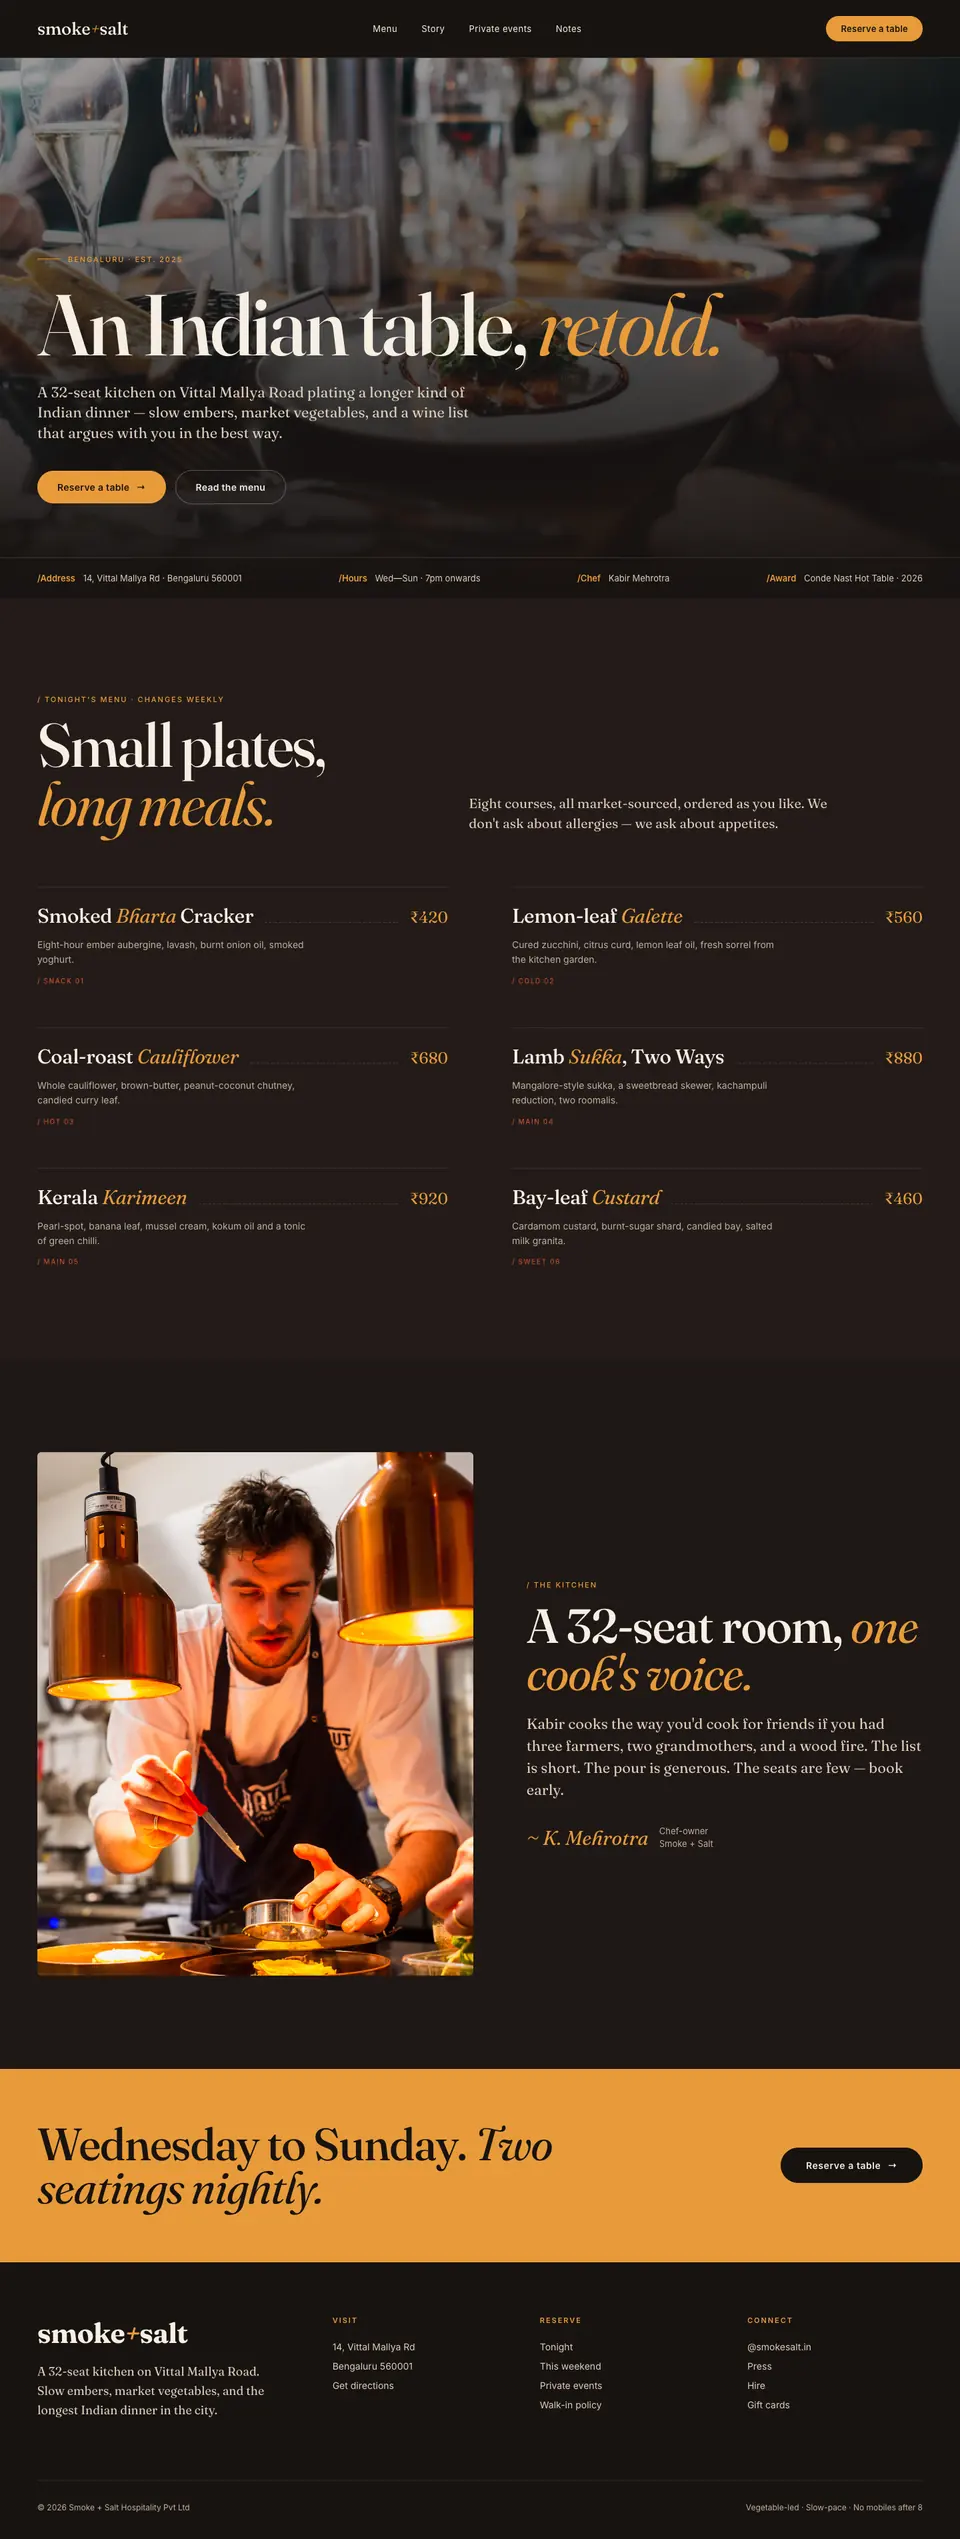 smoke+salt
Menu
Story
Private events
Notes
Reserve a table
BENGALURU · EST. 2025
An Indian table, retold.
A 32-seat kitchen on Vittal Mallya Road plating a longer kind of
Indian dinner — slow embers, market vegetables, and a wine list
that argues with you in the best way.
Reserve a table →
Read the menu
/Address 14, Vittal Mallya Rd · Bengaluru 560001
/Hours Wed—Sun · 7pm onwards
/Chef Kabir Mehrotra
/Award Conde Nast Hot Table · 2026
/ TONIGHT'S MENU · CHANGES WEEKLY
Small plates,
long meals.
Eight courses, all market-sourced, ordered as you like. We
don't ask about allergies — we ask about appetites.
Smoked Bharta Cracker ₹420
Eight-hour ember aubergine, lavash, burnt onion oil, smoked
yoghurt.
/ SNACK 01
Lemon-leaf Galette ₹560
Cured zucchini, citrus curd, lemon leaf oil, fresh sorrel from
the kitchen garden.
/ COLD 02
Coal-roast Cauliflower ₹680
Whole cauliflower, brown-butter, peanut-coconut chutney,
candied curry leaf.
/ HOT 03
Lamb Sukka, Two Ways ₹880
Mangalore-style sukka, a sweetbread skewer, kachampuli
reduction, two roomalis.
/ MAIN 04
Kerala Karimeen ₹920
Pearl-spot, banana leaf, mussel cream, kokum oil and a tonic
of green chilli.
/ MAIN 05
Bay-leaf Custard ₹460
Cardamom custard, burnt-sugar shard, candied bay, salted
milk granita.
/ SWEET 06
/ THE KITCHEN
A 32-seat room, one
cook's voice.
Kabir cooks the way you'd cook for friends if you had
three farmers, two grandmothers, and a wood fire. The list
is short. The pour is generous. The seats are few — book
early.
~ K. Mehrotra
Chef-owner
Smoke + Salt
Wednesday to Sunday. Two
seatings nightly.
Reserve a table →
smoke+salt
A 32-seat kitchen on Vittal Mallya Road.
Slow embers, market vegetables, and the
longest Indian dinner in the city.
VISIT
14, Vittal Mallya Rd
Bengaluru 560001
Get directions
RESERVE
Tonight
This weekend
Private events
Walk-in policy
CONNECT
@smokesalt.in
Press
Hire
Gift cards
© 2026 Smoke + Salt Hospitality Pvt Ltd
Vegetable-led · Slow-pace · No mobiles after 8